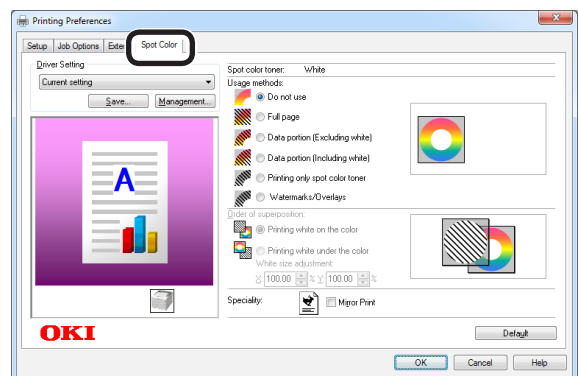 Printing Preferences
Setup Job Options Exten Spot Color
Driver Setting
Current setting
Save... Management...
A
OKI
Spot color toner: White
Usage methods:
Do not use
Full page
Data portion (Excluding white)
Data portion (Including white)
Printing only spot color toner
Watermarks/Overlays
Order of superposition:
Printing white on the color
Printing white under the color
White size adjustment:
X: 100.00 % Y: 100.00 %
Speciality: Mirror Print
Default
OK Cancel Help